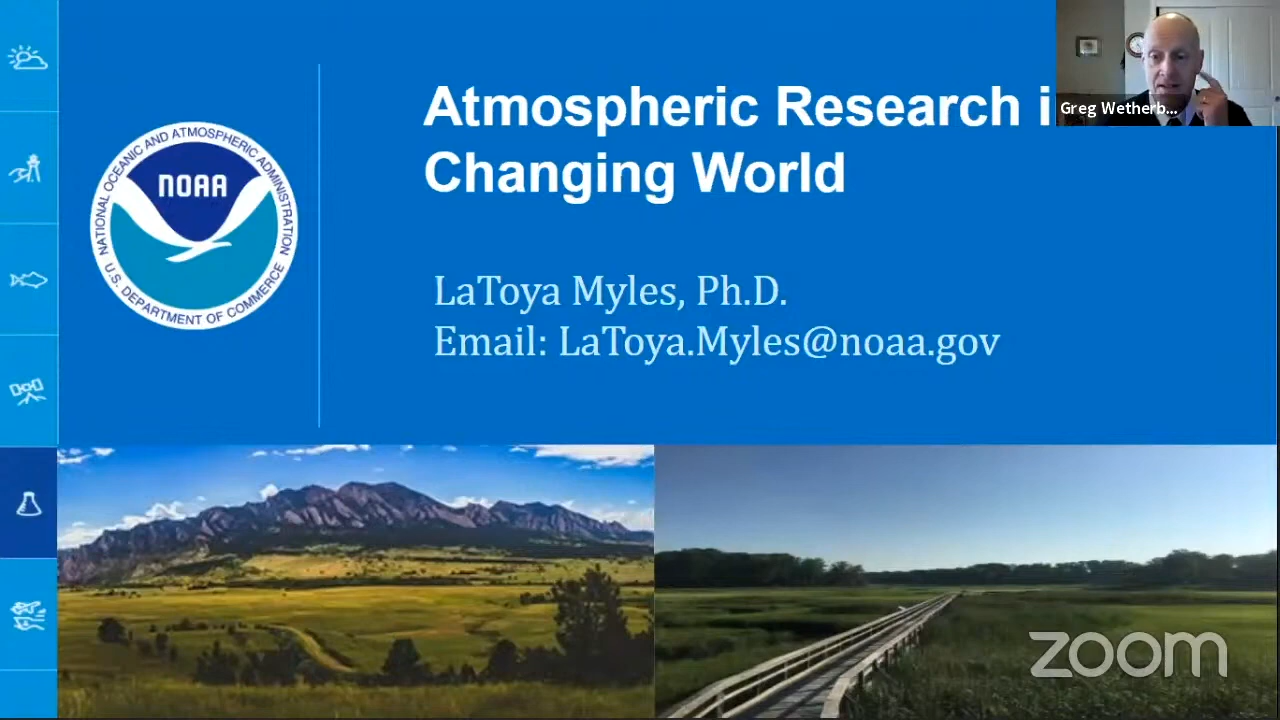 Atmospheric Research i
Changing World
Greg Wetherb...
NOAA
NATIONAL OCEANIC AND ATMOSPHERIC ADMINISTRATION
U.S. DEPARTMENT OF COMMERCE
LaToya Myles, Ph.D.
Email: LaToya.Myles@noaa.gov
zoom